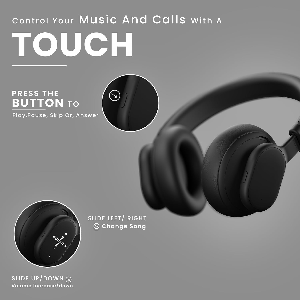 Control Your Music And Calls With A
TOUCH
PRESS THE
BUTTON TO
Play,Pause, Skip Or, Answer
SLIDE LEFT/ RIGHT
Change Song
SLIDE UP/DOWN